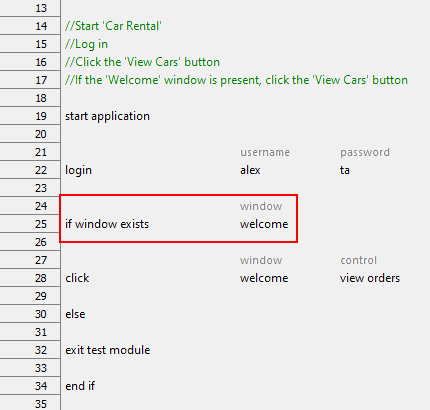 13
14 //Start 'Car Rental'
15 //Log in
16 //Click the 'View Cars' button
17 //If the 'Welcome' window is present, click the 'View Cars' button
18
19 start application
20
21 username password
22 login alex ta
23
24 window
25 if window exists welcome
26
27 window control
28 click welcome view orders
29
30 else
31
32 exit test module
33
34 end if
35